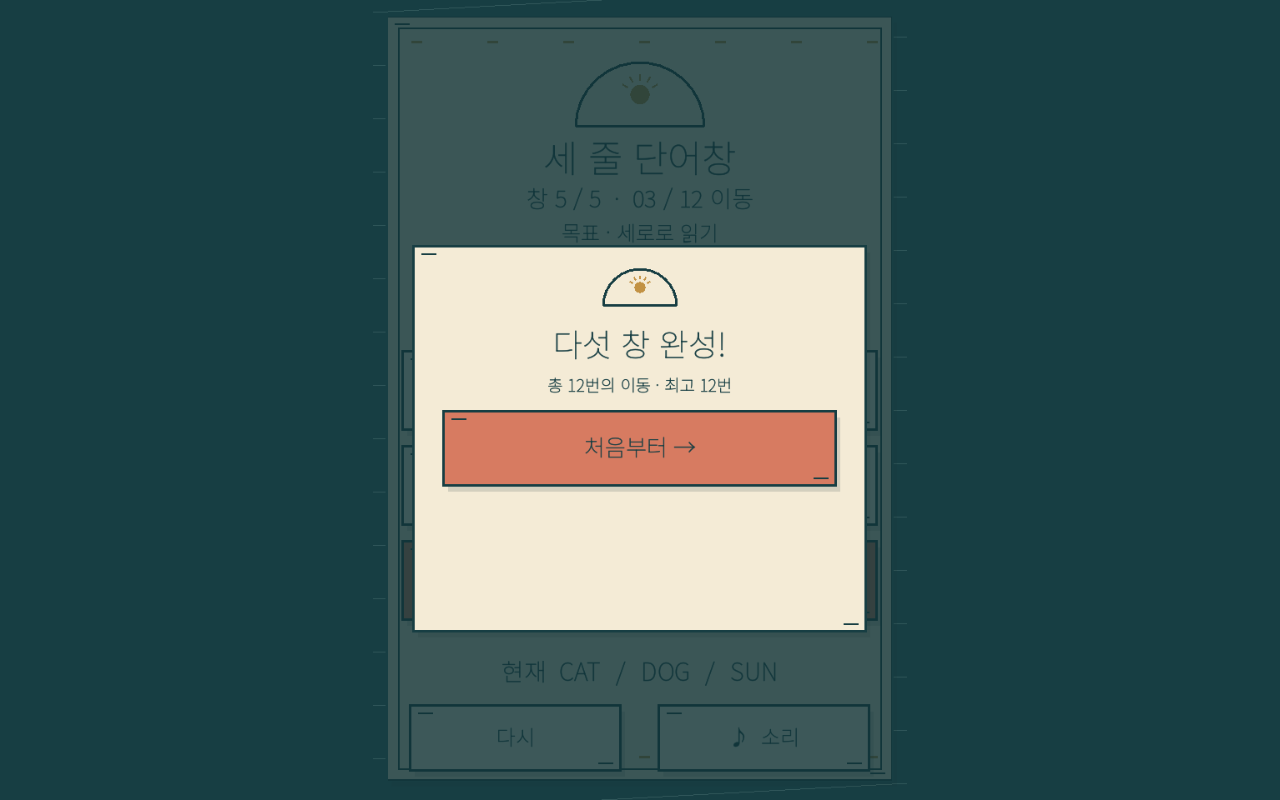 세 줄 단어창
창 5 / 5 · 03 / 12 이동
목표 · 세로로 읽기
다섯 창 완성!
총 12번의 이동 · 최고 12번
처음부터 →
현재 CAT / DOG / SUN
다시
♪ 소리